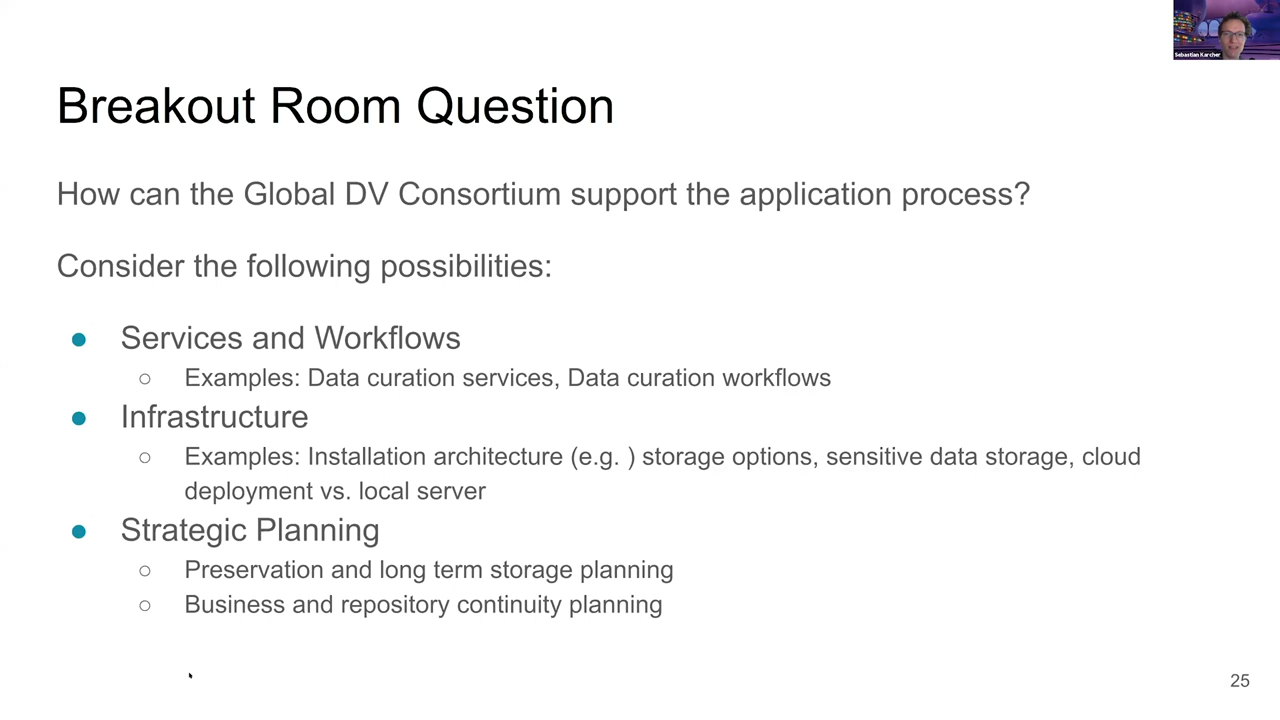 Sebastian Karcher
Breakout Room Question
How can the Global DV Consortium support the application process?
Consider the following possibilities:
● Services and Workflows
○ Examples: Data curation services, Data curation workflows
● Infrastructure
○ Examples: Installation architecture (e.g. ) storage options, sensitive data storage, cloud
deployment vs. local server
● Strategic Planning
○ Preservation and long term storage planning
○ Business and repository continuity planning
25